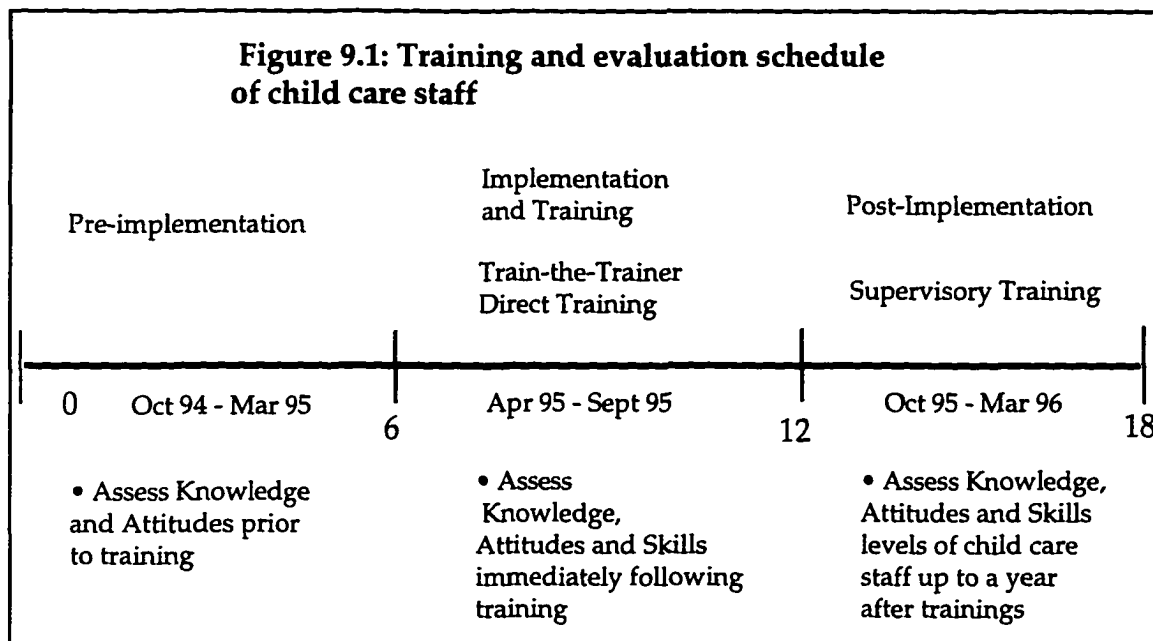 Figure 9.1: Training and evaluation schedule
of child care staff
Pre-implementation
Implementation
and Training
Train-the-Trainer
Direct Training
Post-Implementation
Supervisory Training
0
Oct 94 - Mar 95
6
Apr 95 - Sept 95
12
Oct 95 - Mar 96
18
• Assess Knowledge
and Attitudes prior
to training
• Assess
Knowledge,
Attitudes and Skills
immediately following
training
• Assess Knowledge,
Attitudes and Skills
levels of child care
staff up to a year
after trainings